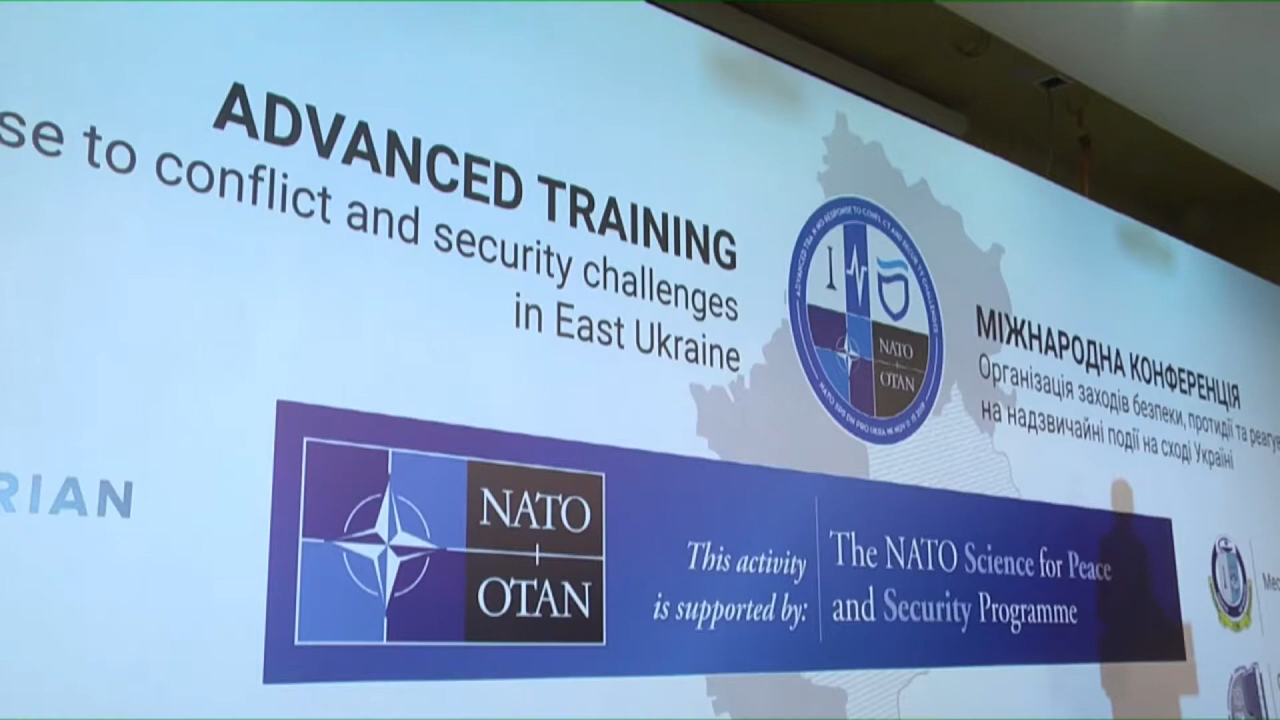 ADVANCED TRAINING
se to conflict and security challenges
in East Ukraine
NATO
OTAN
МІЖНАРОДНА КОНФЕРЕНЦІЯ
Організація заходів безпеки, протидії та реагу
на надзвичайні події на сході Україні
RIAN
NATO
OTAN
This activity
is supported by:
The NATO Science for Peace
and Security Programme